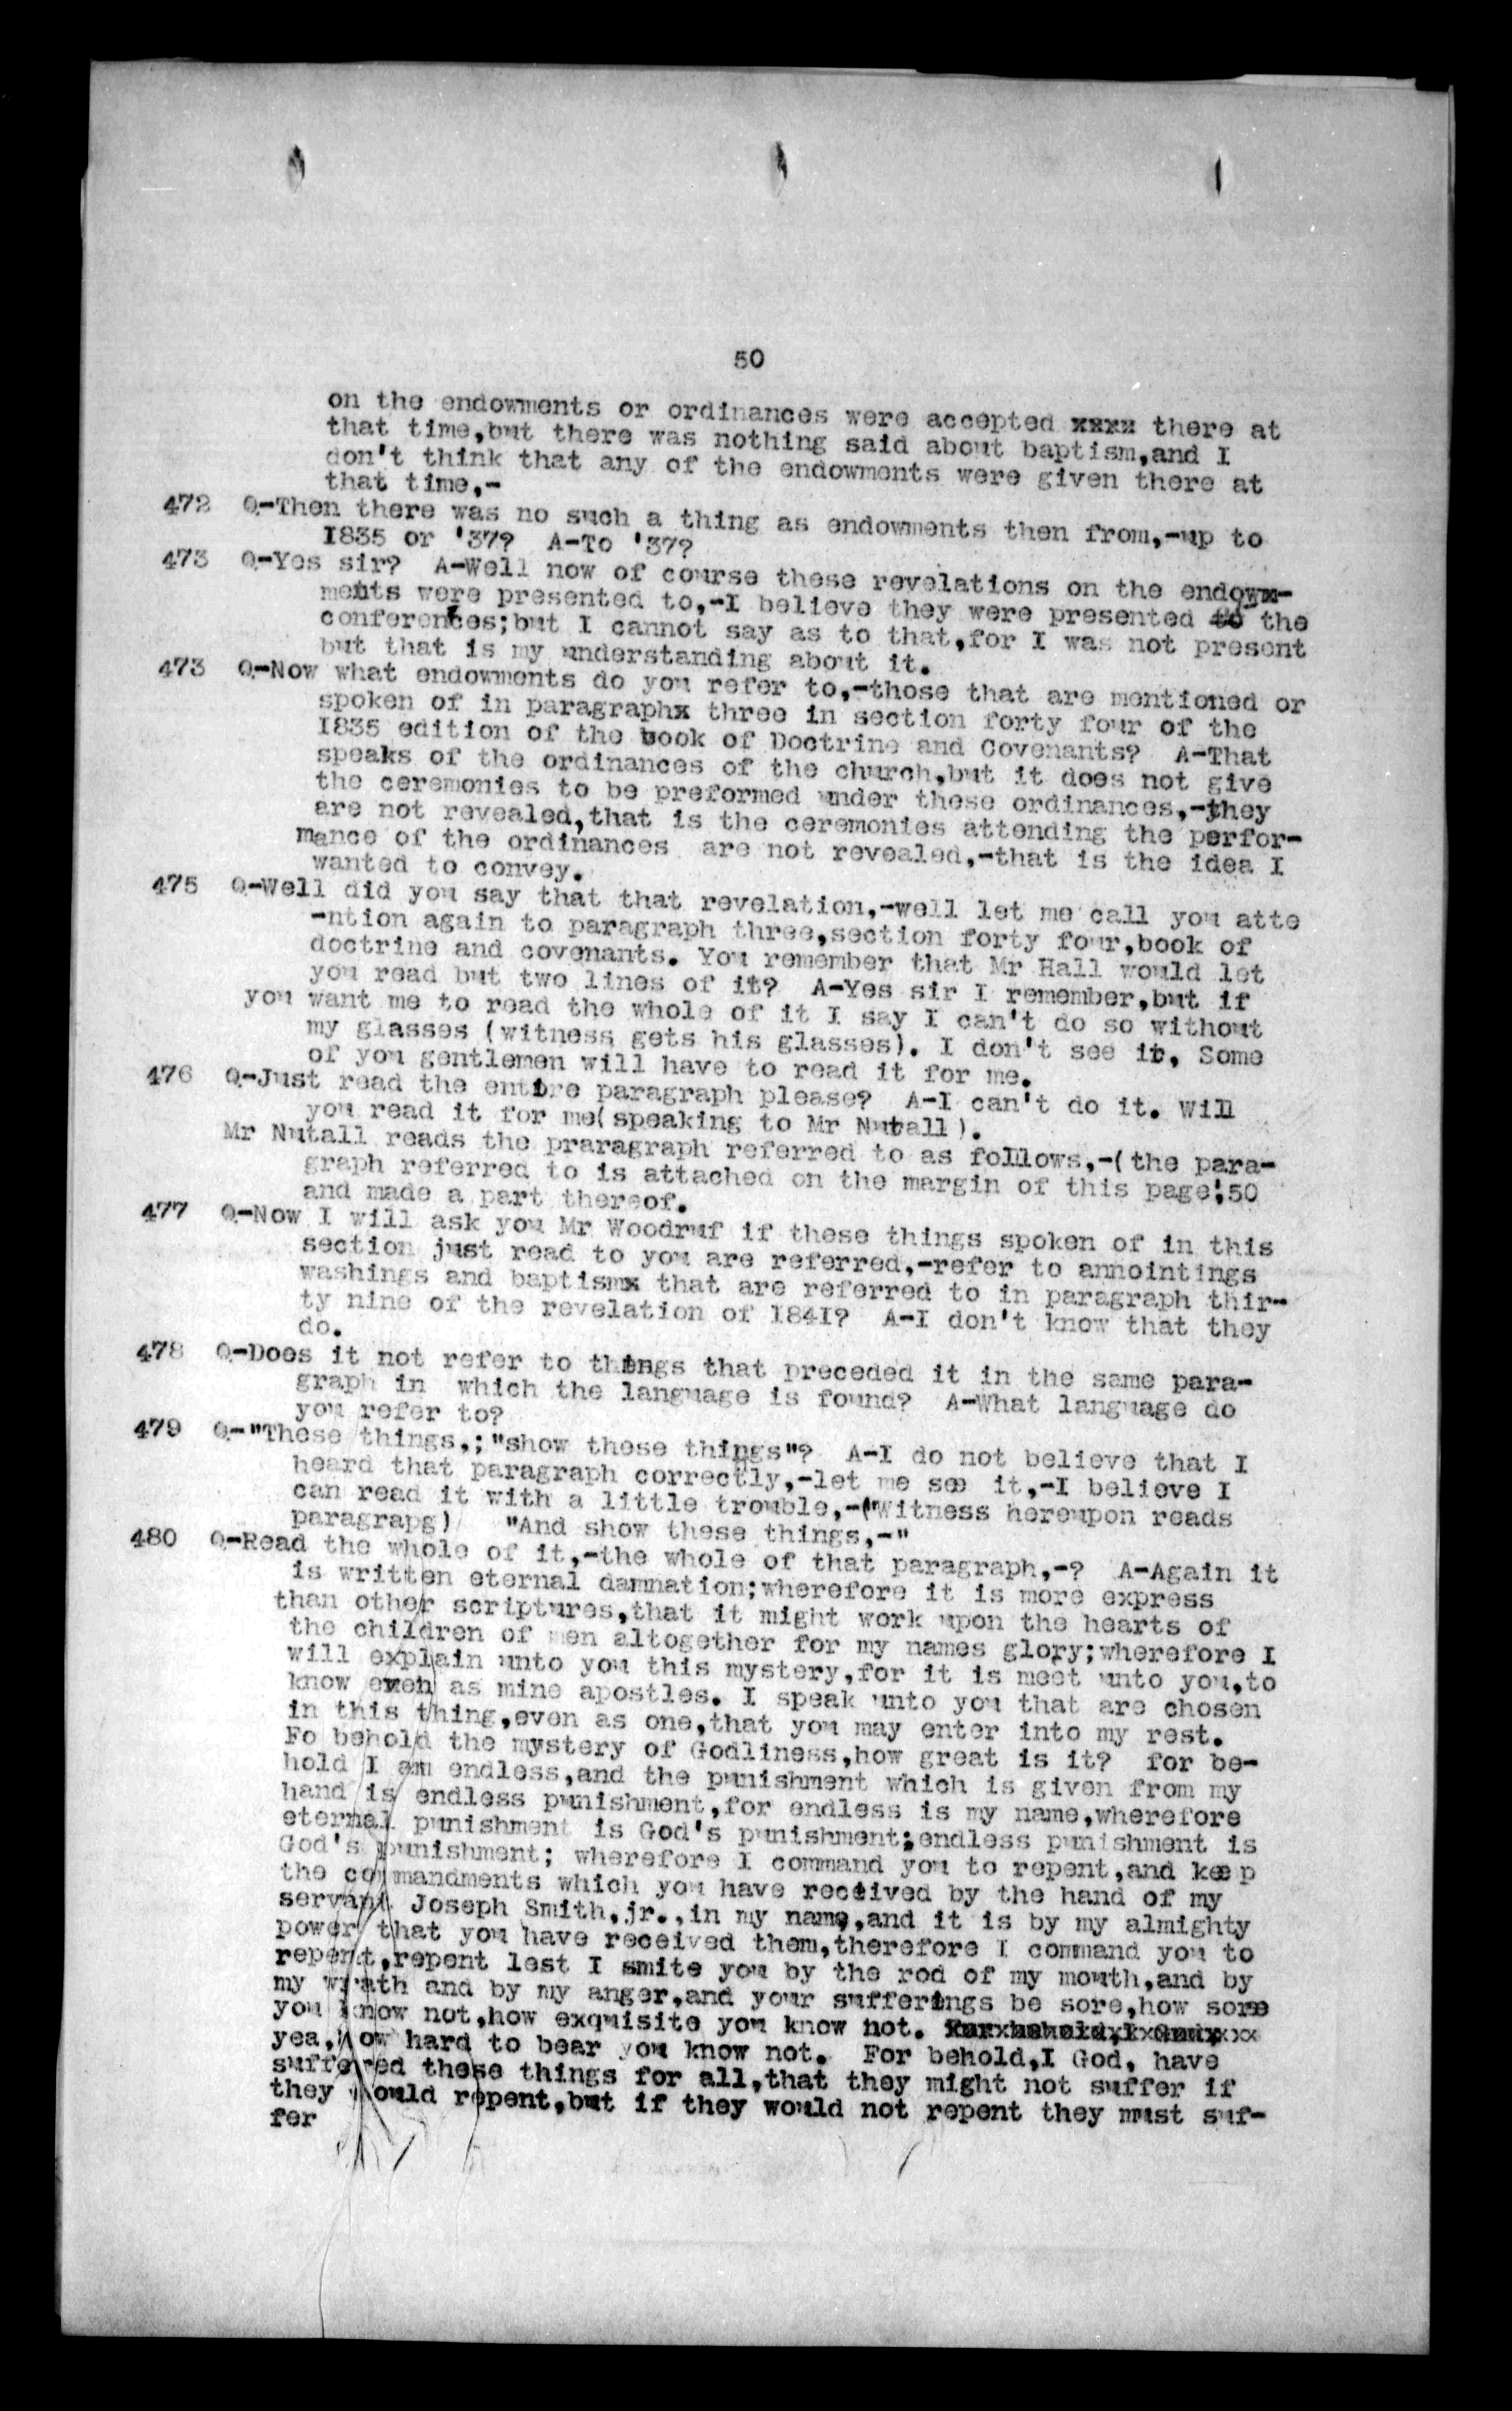 50
on the endowments or ordinances were accepted xxxx there at
that time,but there was nothing said about baptism,and I
don't think that any of the endowments were given there at
that time,-
472 Q-Then there was no such a thing as endowments then from,-up to
1835 or '37? A-To '37?
473 Q-Yes sir? A-Well now of course these revelations on the endowx-
ments were presented to,-I believe they were presented to the
conferences;but I cannot say as to that,for I was not present
but that is my understanding about it.
473 Q-Now what endowments do you refer to,-those that are mentioned or
spoken of in paragraphx three in section forty four of the
1835 edition of the book of Doctrine and Covenants? A-That
speaks of the ordinances of the church,but it does not give
the ceremonies to be preformed under these ordinances,-they
are not revealed,that is the ceremonies attending the perfor-
mance of the ordinances are not revealed,-that is the idea I
wanted to convey.
475 Q-Well did you say that that revelation,-well let me call you atte
-ntion again to paragraph three,section forty four,book of
doctrine and covenants. You remember that Mr Hall would let
you read but two lines of it? A-Yes sir I remember,but if
you want me to read the whole of it I say I can't do so without
my glasses (witness gets his glasses). I don't see it, Some
of you gentlemen will have to read it for me.
476 Q-Just read the entire paragraph please? A-I can't do it. Will
you read it for me(speaking to Mr Nutall).
Mr Nutall reads the praragraph referred to as folllows,-(the para-
graph referred to is attached on the margin of this page;50
and made a part thereof.
477 Q-Now I will ask you Mr Woodruf if these things spoken of in this
section just read to you are referred,-refer to annointings
washings and baptismx that are referred to in paragraph thir-
ty nine of the revelation of 1841? A-I don't know that they
do.
478 Q-Does it not refer to things that preceded it in the same para-
graph in which the language is found? A-What language do
you refer to?
479 Q-"These things,;"show these things"? A-I do not believe that I
heard that paragraph correctly,-let me see it,-I believe I
can read it with a little trouble,-("Witness hereupon reads
paragrapg) "And show these things,-"
480 Q-Read the whole of it,-the whole of that paragraph,-? A-Again it
is written eternal damnation;wherefore it is more express
than other scriptures,that it might work upon the hearts of
the children of men altogether for my names glory;wherefore I
will explain unto you this mystery,for it is meet unto you,to
know even as mine apostles. I speak unto you that are chosen
in this thing,even as one,that you may enter into my rest.
Fo behold the mystery of Godliness,how great is it? for be-
hold I am endless,and the punishment which is given from my
hand is endless punishment,for endless is my name,wherefore
eternal punishment is God's punishment;endless punishment is
God's punishment; wherefore I command you to repent,and keep
the commandments which you have received by the hand of my
servant Joseph Smith,jr.,in my name,and it is by my almighty
power that you have received them,therefore I command you to
repent,repent lest I smite you by the rod of my mouth,and by
my wrath and by my anger,and your sufferings be sore,how sore
you know not,how exquisite you know not.
yea,how hard to bear you know not. For behold,I God, have
suffered these things for all,that they might not suffer if
they would repent,but if they would not repent they must suf-
fer